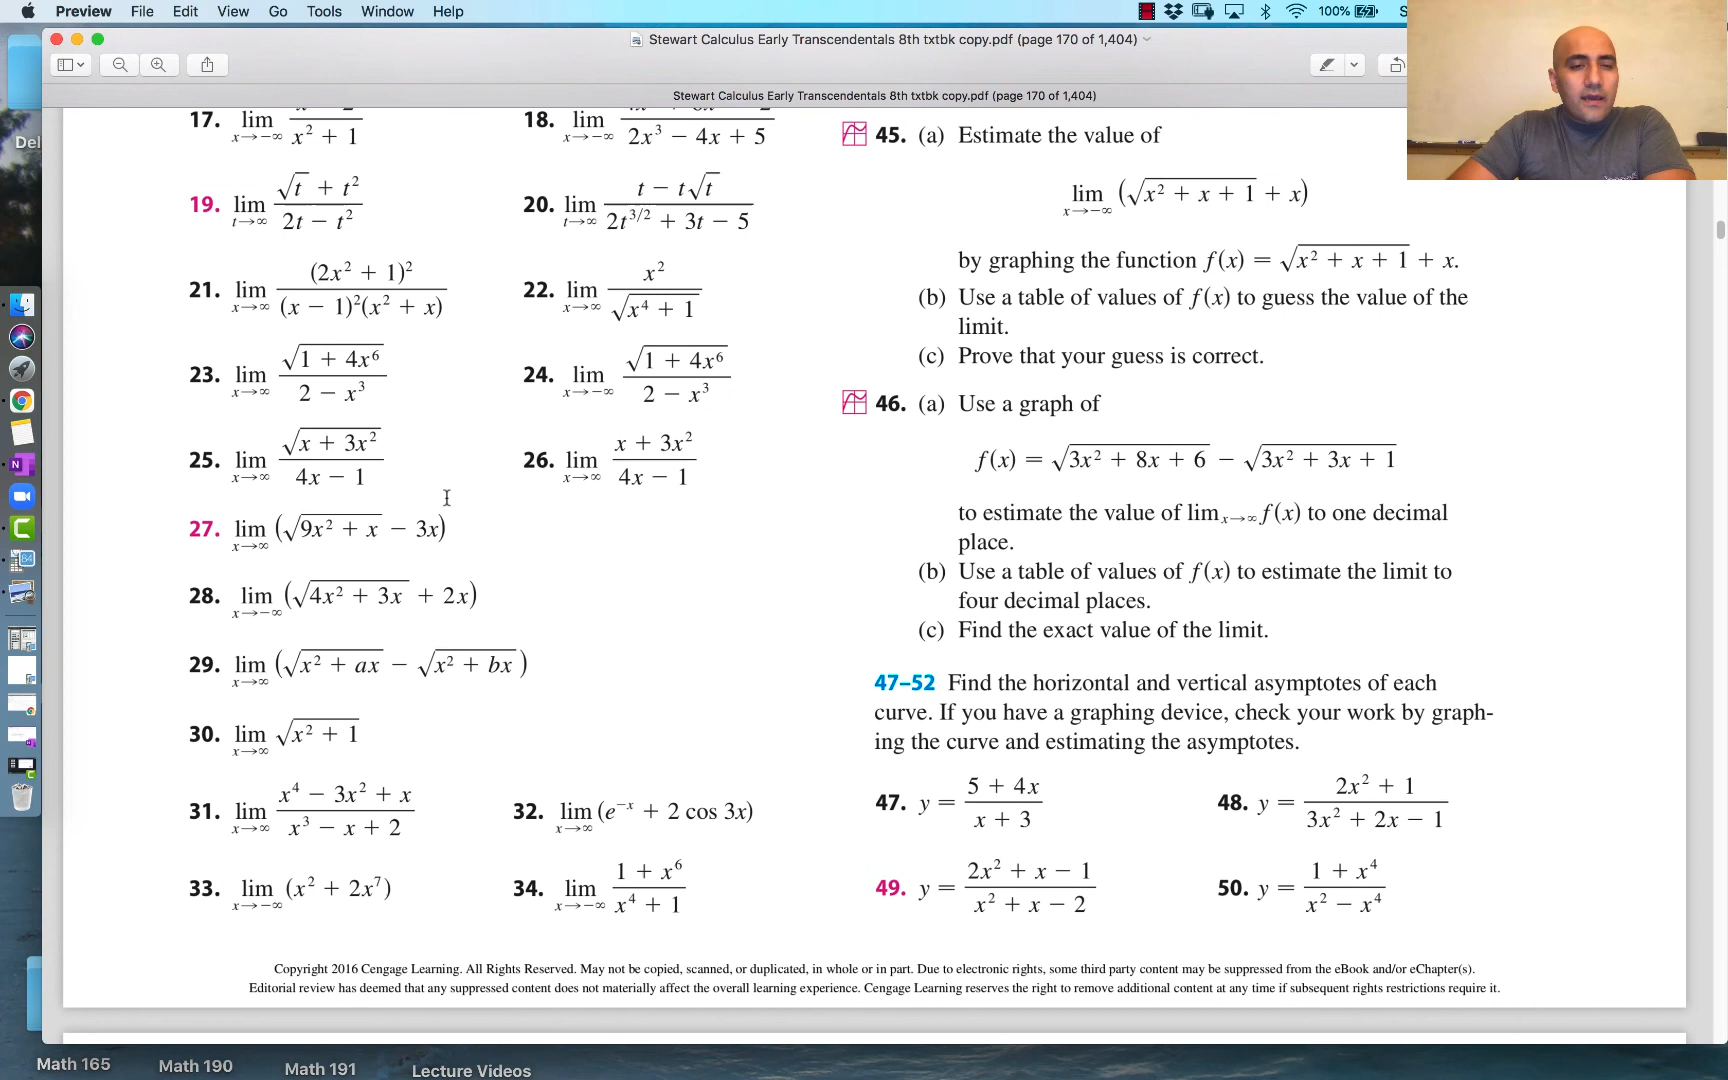 Preview File Edit View Go Tools Window Help 100%
Stewart Calculus Early Transcendentals 8th txtbk copy.pdf (page 170 of 1,404)
Stewart Calculus Early Transcendentals 8th txtbk copy.pdf (page 170 of 1,404)
Del
17. lim x→−∞ / x² + 1
18. lim x→−∞ / 2x³ − 4x + 5
19. lim t→∞ (√t + t²) / (2t − t²)
20. lim t→∞ (t − t√t) / (2t^(3/2) + 3t − 5)
21. lim x→∞ (2x² + 1)² / ((x − 1)²(x² + x))
22. lim x→∞ x² / √(x⁴ + 1)
23. lim x→∞ √(1 + 4x⁶) / (2 − x³)
24. lim x→−∞ √(1 + 4x⁶) / (2 − x³)
25. lim x→∞ √(x + 3x²) / (4x − 1)
26. lim x→∞ (x + 3x²) / (4x − 1)
27. lim x→∞ (√(9x² + x) − 3x)
28. lim x→−∞ (√(4x² + 3x) + 2x)
29. lim x→∞ (√(x² + ax) − √(x² + bx))
30. lim x→∞ √(x² + 1)
31. lim x→∞ (x⁴ − 3x² + x) / (x³ − x + 2)
32. lim x→∞ (e^(−x) + 2 cos 3x)
33. lim x→−∞ (x² + 2x⁷)
34. lim x→−∞ (1 + x⁶) / (x⁴ + 1)
45. (a) Estimate the value of
lim x→−∞ (√(x² + x + 1) + x)
by graphing the function f(x) = √(x² + x + 1) + x.
(b) Use a table of values of f(x) to guess the value of the
limit.
(c) Prove that your guess is correct.
46. (a) Use a graph of
f(x) = √(3x² + 8x + 6) − √(3x² + 3x + 1)
to estimate the value of lim x→∞ f(x) to one decimal
place.
(b) Use a table of values of f(x) to estimate the limit to
four decimal places.
(c) Find the exact value of the limit.
47–52 Find the horizontal and vertical asymptotes of each
curve. If you have a graphing device, check your work by graph-
ing the curve and estimating the asymptotes.
47. y = (5 + 4x) / (x + 3)
48. y = (2x² + 1) / (3x² + 2x − 1)
49. y = (2x² + x − 1) / (x² + x − 2)
50. y = (1 + x⁴) / (x² − x⁴)
Copyright 2016 Cengage Learning. All Rights Reserved. May not be copied, scanned, or duplicated, in whole or in part. Due to electronic rights, some third party content may be suppressed from the eBook and/or eChapter(s).
Editorial review has deemed that any suppressed content does not materially affect the overall learning experience. Cengage Learning reserves the right to remove additional content at any time if subsequent rights restrictions require it.
Math 165 Math 190 Math 191 Lecture Videos